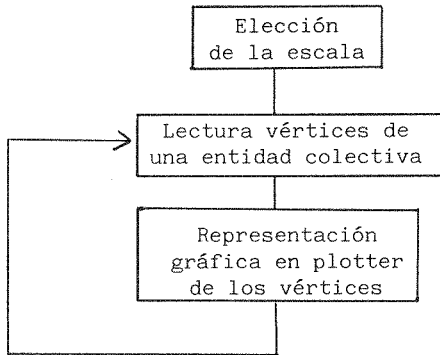 Elección
de la escala
Lectura vértices de
una entidad colectiva
Representación
gráfica en plotter
de los vértices